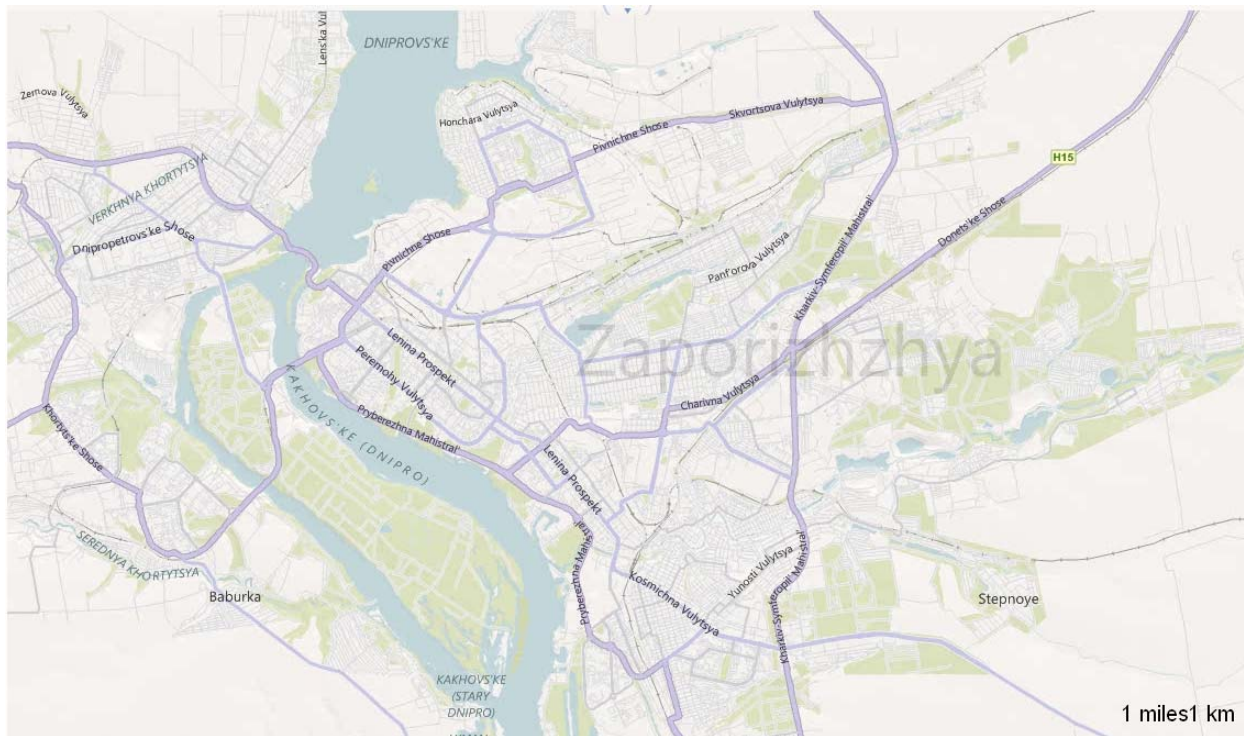 DNIPROVS'KE
Lens'ka Vul
Zernova Vulytsya
Honchara Vulytsya
Skvortsova Vulytsya
Pivnichne Shose
H15
VERKHNYA KHORTYTSYA
Dnipropetrovs'ke Shose
Pivnichne Shose
Panforova Vulytsya
Kharkiv-Symferopil' Mahistral'
Donets'ke Shose
Zaporizhzhya
Lenina Prospekt
Peremohy Vulytsya
KAKHOVS'KE (DNIPRO)
Pryberezhna Mahistral'
Charivna Vulytsya
Khortyts'ke Shose
Lenina Prospekt
Pryberezhna Mahistral'
SEREDNYA KHORTYTSYA
Baburka
Kosmichna Vulytsya
Yunosti Vulytsya
Kharkiv-Symferopil' Mahistral'
Stepnoye
KAKHOVS'KE
(STARY
DNIPRO)
1 miles1 km